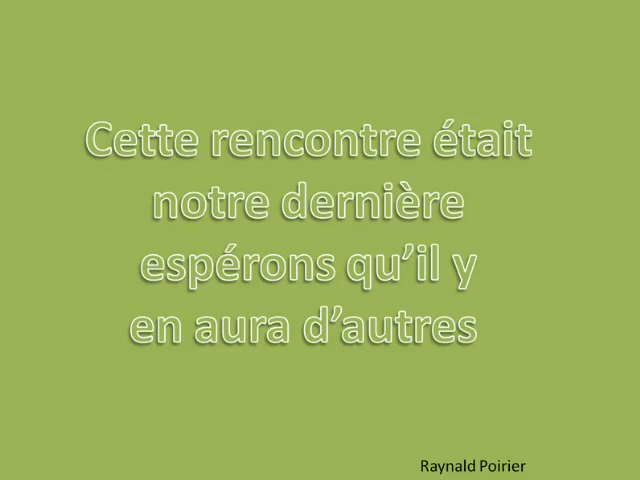 Cette rencontre était
notre dernière
espérons qu’il y
en aura d’autres
Raynald Poirier